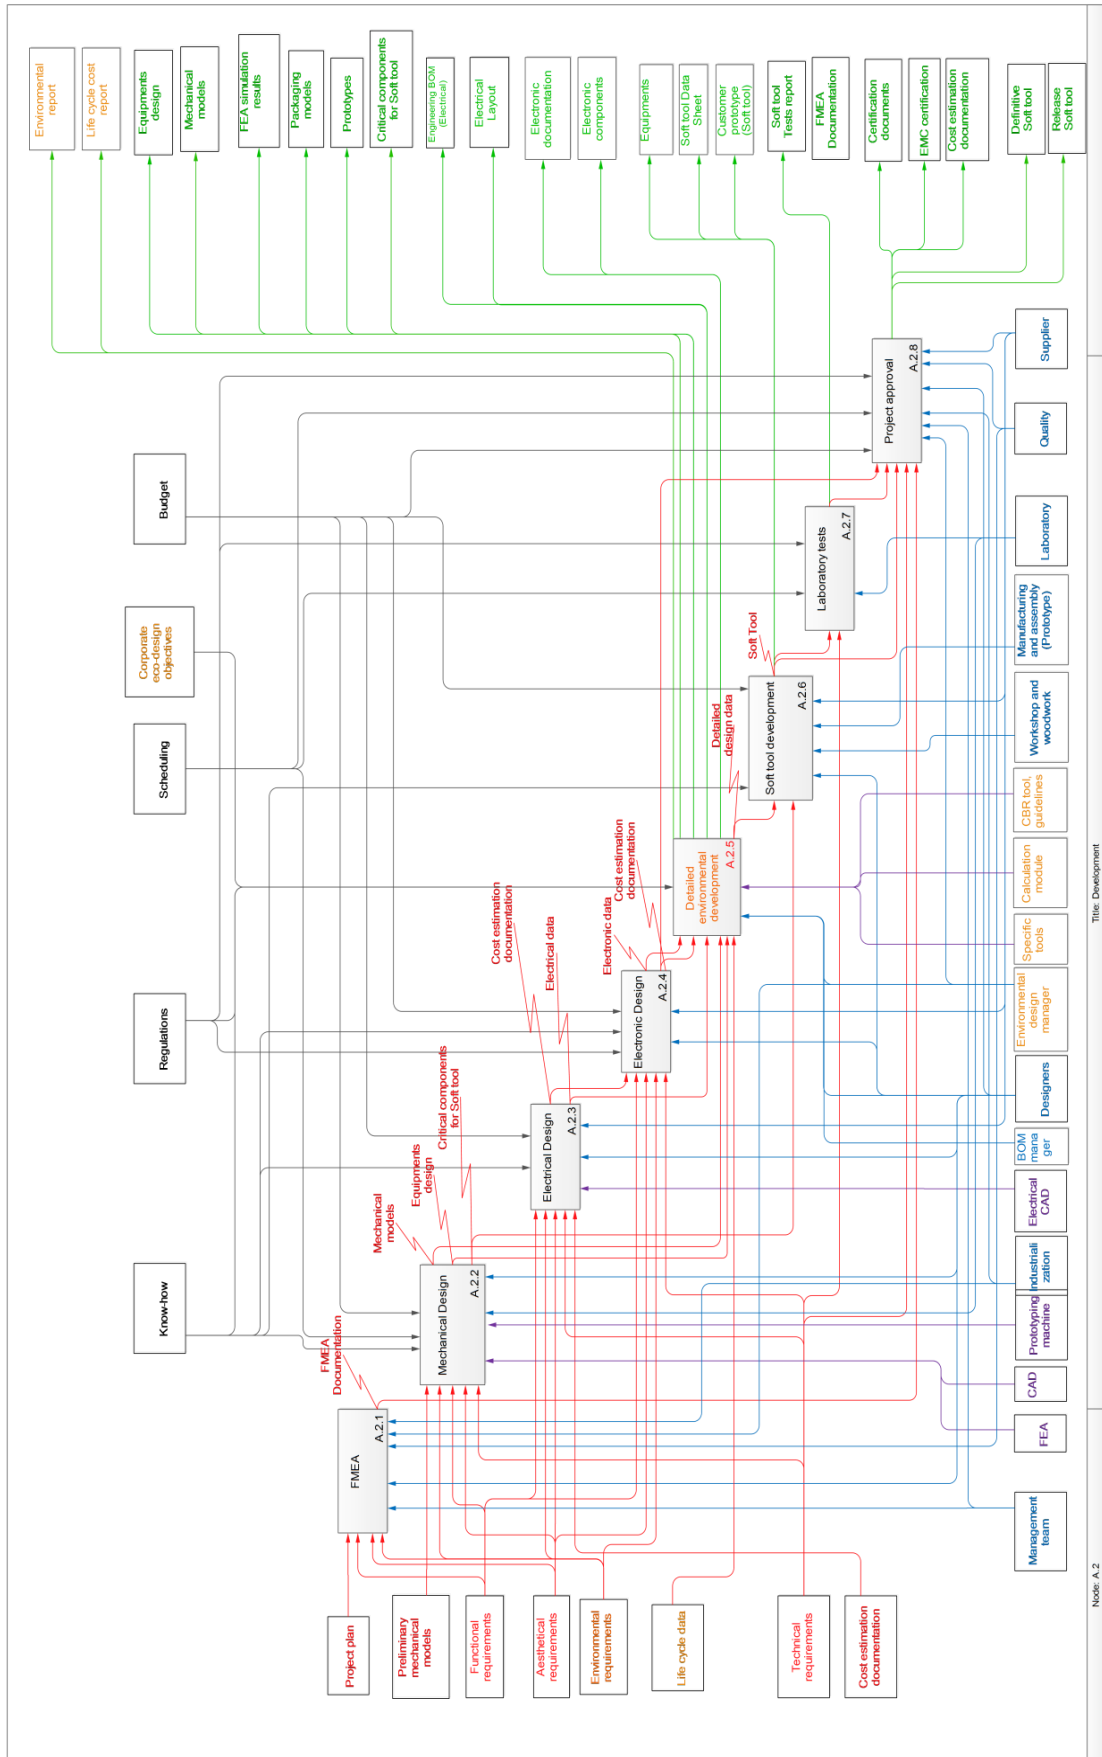 Know-how
Regulations
Scheduling
Corporate
eco-design
objectives
Budget
Project plan
Preliminary
mechanical
models
Functional
requirements
Aesthetical
requirements
Environmental
requirements
Life cycle data
Technical
requirements
Cost estimation
documentation
FMEA
A.2.1
FMEA
Documentation
Mechanical Design
A.2.2
Mechanical
models
Equipments
design
Critical components
for Soft tool
Electrical Design
A.2.3
Cost estimation
documentation
Electrical data
Electronic Design
A.2.4
Electronic data
Cost estimation
documentation
Detailed
environmental
development
A.2.5
Detailed
design data
Soft tool development
A.2.6
Soft Tool
Laboratory tests
A.2.7
Project approval
A.2.8
Environmental
report
Life cycle cost
report
Equipments
design
Mechanical
models
FEA simulation
results
Packaging
models
Prototypes
Critical components
for Soft tool
Engineering BOM
(Electrical)
Electrical
Layout
Electronic
documentation
Electronic
components
Equipments
Soft tool Data
Sheet
Customer
prototype
(Soft tool)
Soft tool
Tests report
FMEA
Documentation
Certification
documents
EMC certification
Cost estimation
documentation
Definitive
Soft tool
Release
Soft tool
Management
team
FEA
CAD
Prototyping
machine
Industriali
zation
Electrical
CAD
BOM
mana
ger
Designers
Environmental
design
manager
Specific
tools
Calculation
module
CBR tool,
guidelines
Workshop and
woodwork
Manufacturing
and assembly
(Prototype)
Laboratory
Quality
Supplier
Node: A.2
Title: Development